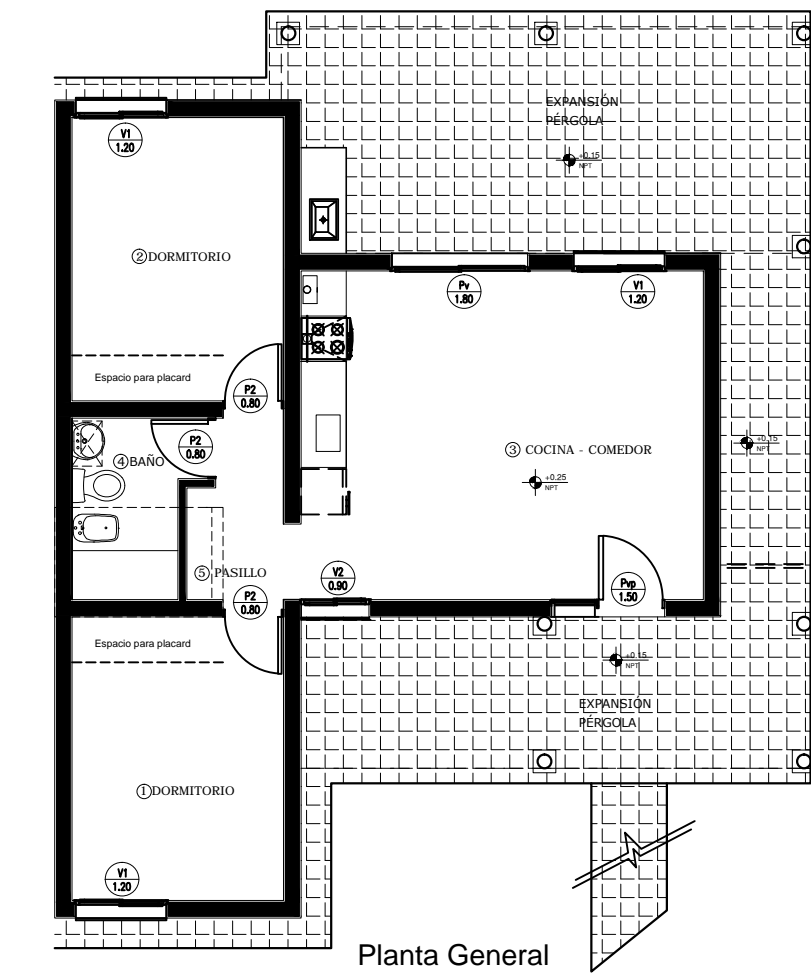 EXPANSIÓN
PÉRGOLA
V1
1.20
+0.15
NPT
②DORMITORIO
Pv
1.80
V1
1.20
Espacio para placard
P2
0.80
P2
0.80
④BAÑO
③ COCINA - COMEDOR
+0.15
NPT
+0.25
NPT
⑤ PASILLO
V2
0.90
P2
0.80
Pvp
1.50
Espacio para placard
+0.15
NPT
EXPANSIÓN
PÉRGOLA
①DORMITORIO
V1
1.20
Planta General